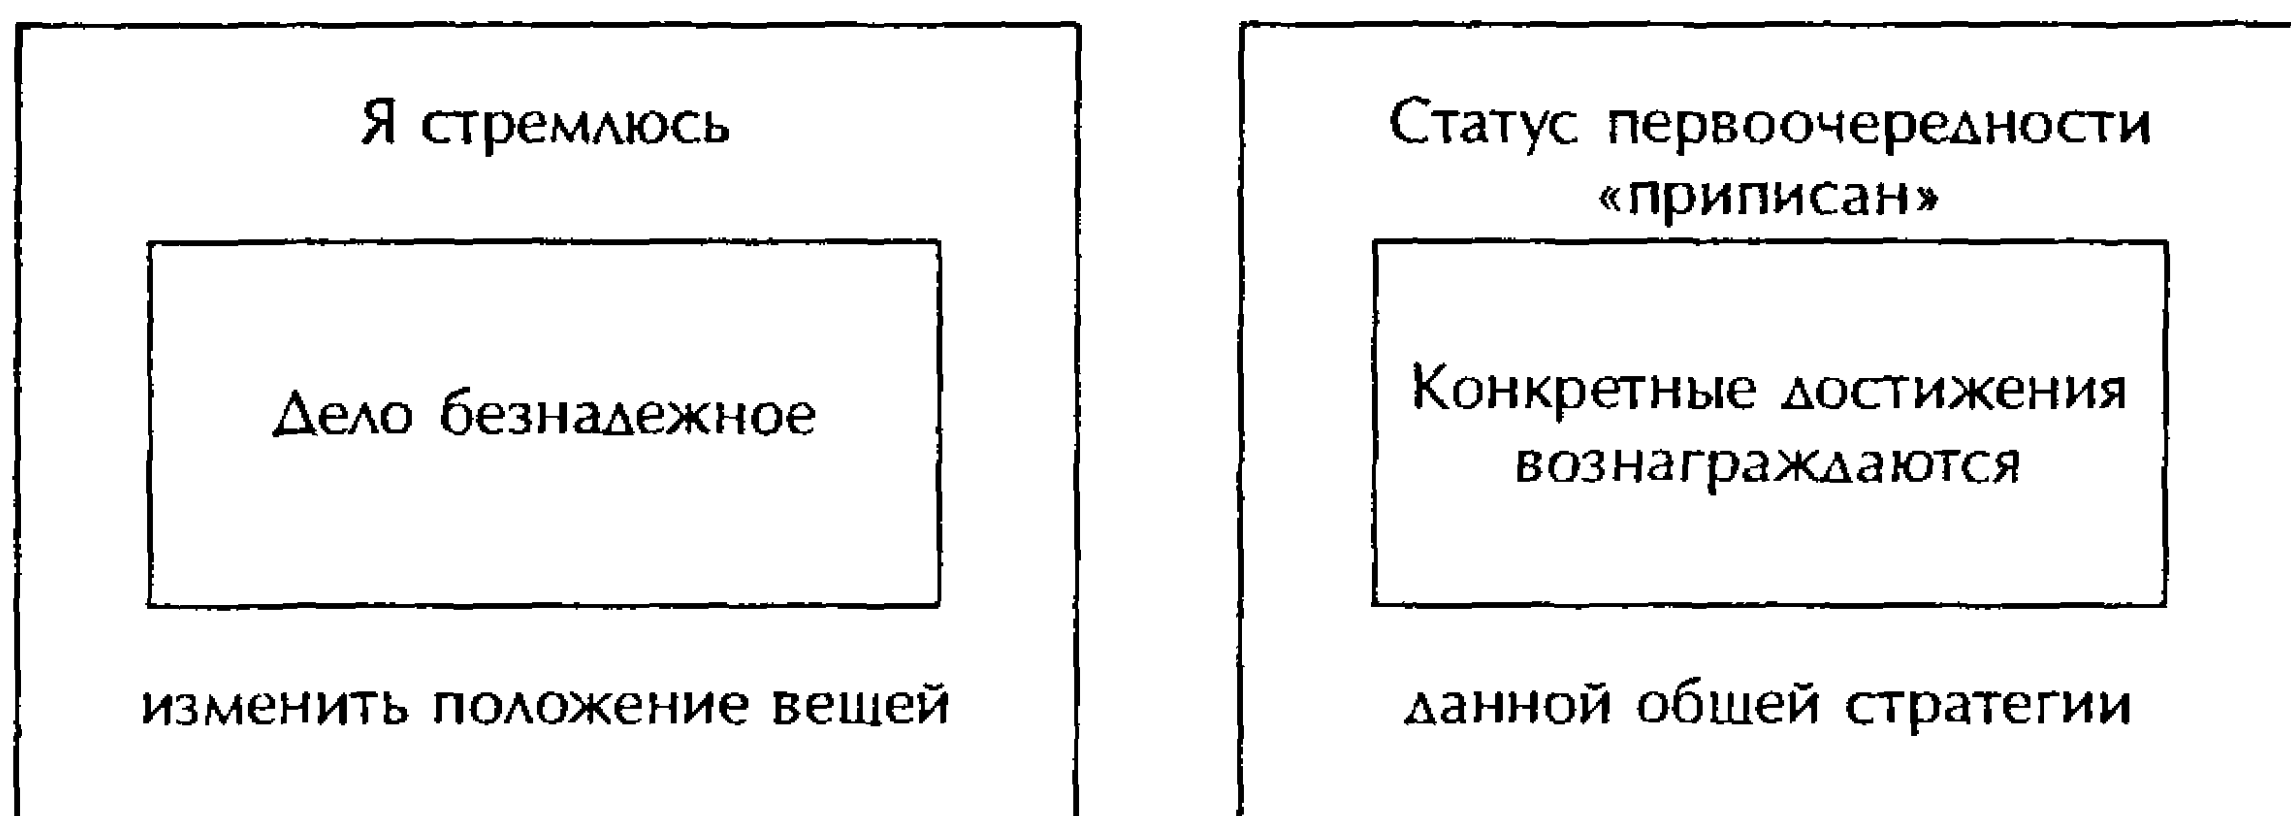 Я стремлюсь
Дело безнадежное
изменить положение вещей
Статус первоочередности
«приписан»
Конкретные достижения
вознаграждаются
данной общей стратегии